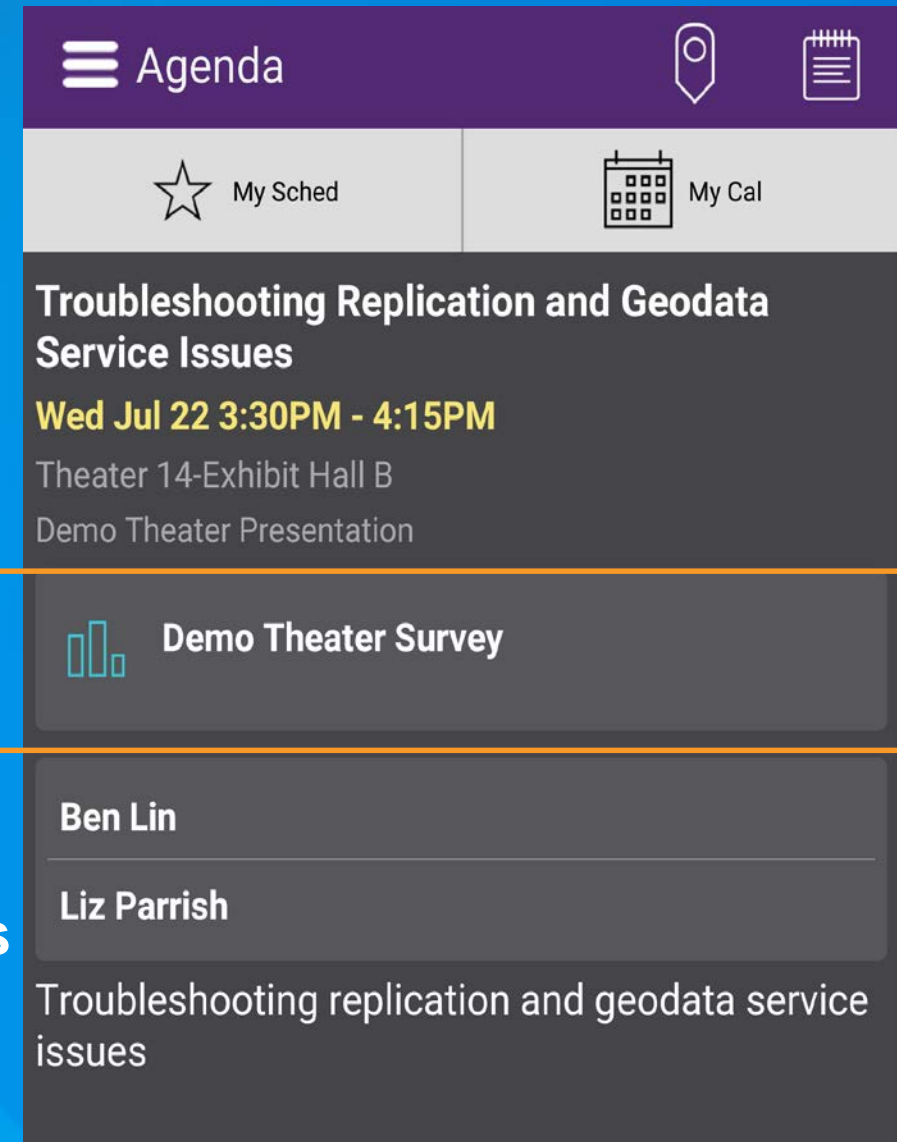 Agenda
My Sched
My Cal
Troubleshooting Replication and Geodata
Service Issues
Wed Jul 22 3:30PM - 4:15PM
Theater 14-Exhibit Hall B
Demo Theater Presentation
Demo Theater Survey
Ben Lin
Liz Parrish
s
Troubleshooting replication and geodata service
issues